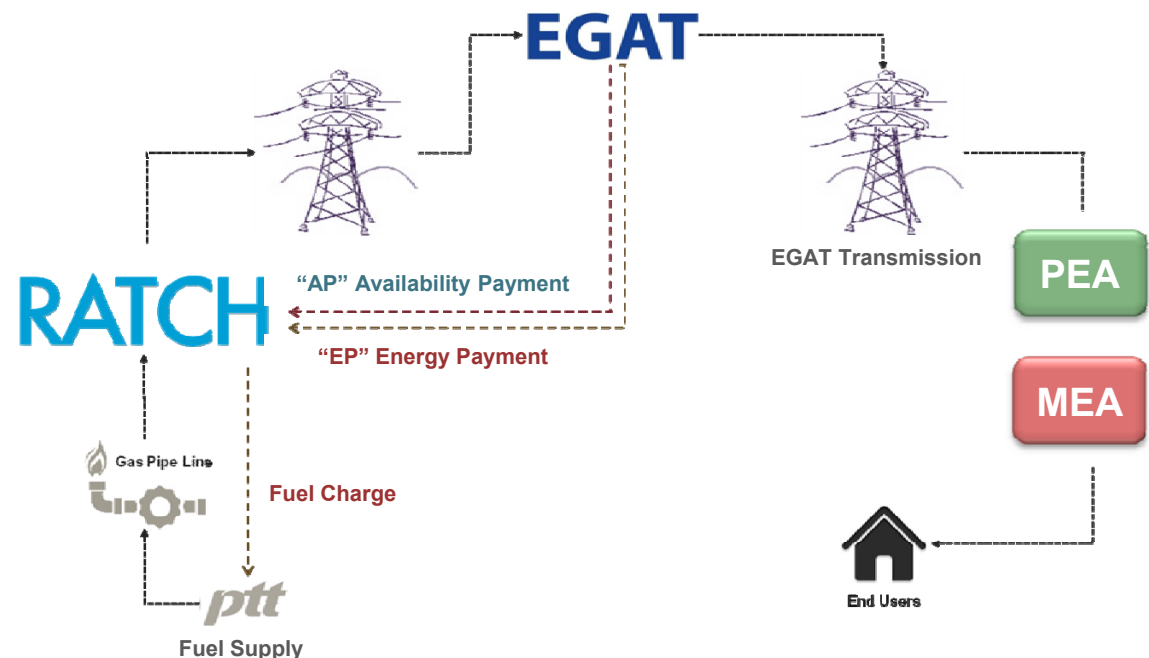 EGAT
EGAT Transmission
PEA
RATCH
“AP” Availability Payment
“EP” Energy Payment
MEA
Gas Pipe Line
Fuel Charge
End Users
ptt
Fuel Supply